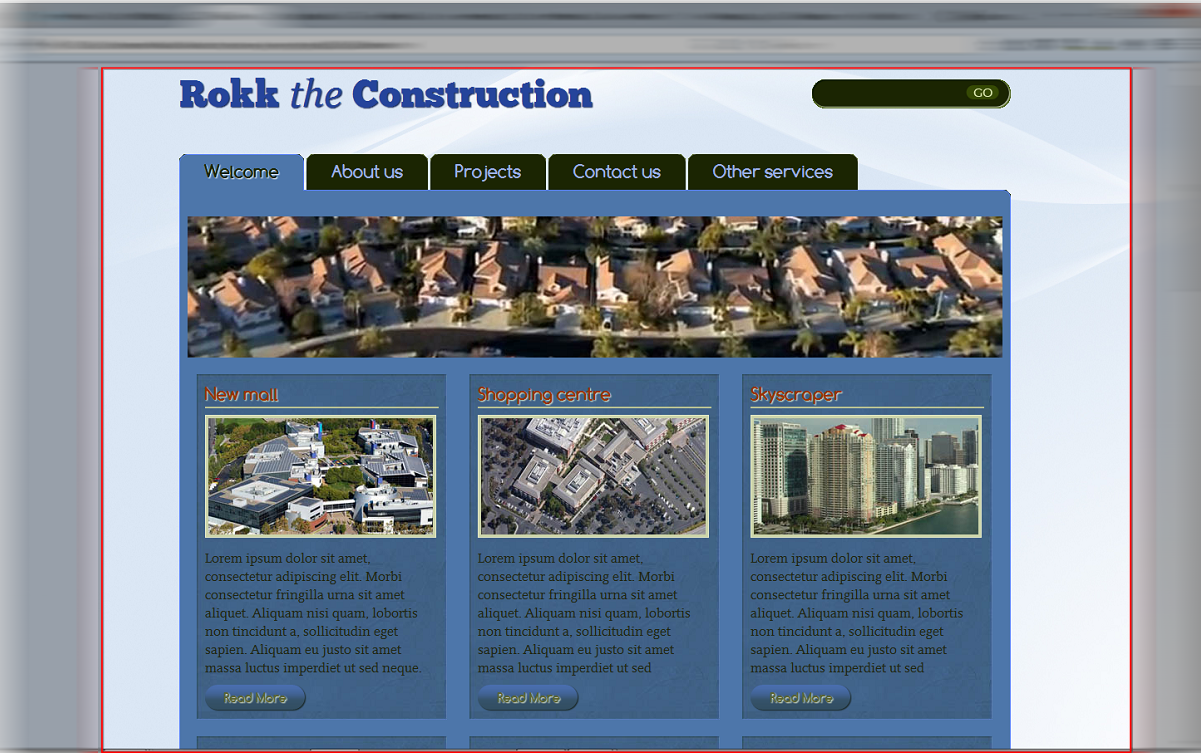 Rokk the Construction
GO
Welcome
About us
Projects
Contact us
Other services
New mall
Lorem ipsum dolor sit amet,
consectetur adipiscing elit. Morbi
consectetur fringilla urna sit amet
aliquet. Aliquam nisi quam, lobortis
non tincidunt a, sollicitudin eget
sapien. Aliquam eu justo sit amet
massa luctus imperdiet ut sed neque.
Read More
Shopping centre
Lorem ipsum dolor sit amet,
consectetur adipiscing elit. Morbi
consectetur fringilla urna sit amet
aliquet. Aliquam nisi quam, lobortis
non tincidunt a, sollicitudin eget
sapien. Aliquam eu justo sit amet
massa luctus imperdiet ut sed
Read More
Skyscraper
Lorem ipsum dolor sit amet,
consectetur adipiscing elit. Morbi
consectetur fringilla urna sit amet
aliquet. Aliquam nisi quam, lobortis
non tincidunt a, sollicitudin eget
sapien. Aliquam eu justo sit amet
massa luctus imperdiet ut sed
Read More